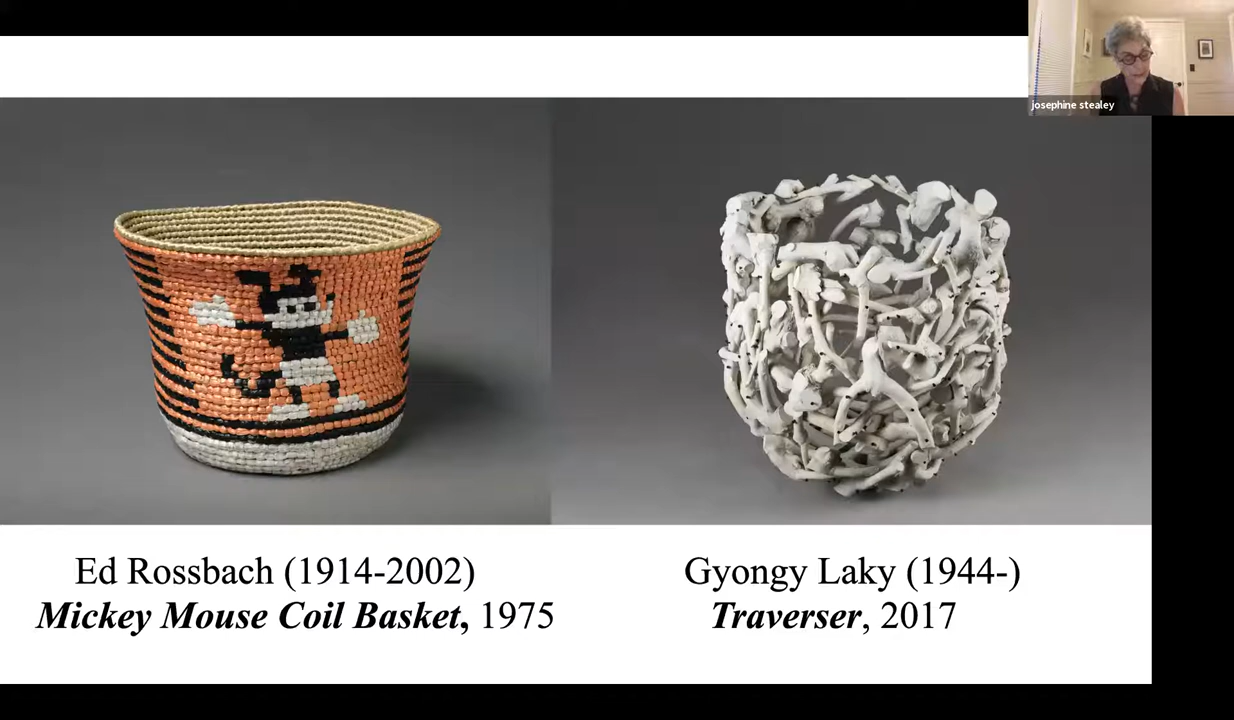 josephine stealey
Ed Rossbach (1914-2002)
Mickey Mouse Coil Basket, 1975
Gyongy Laky (1944-)
Traverser, 2017